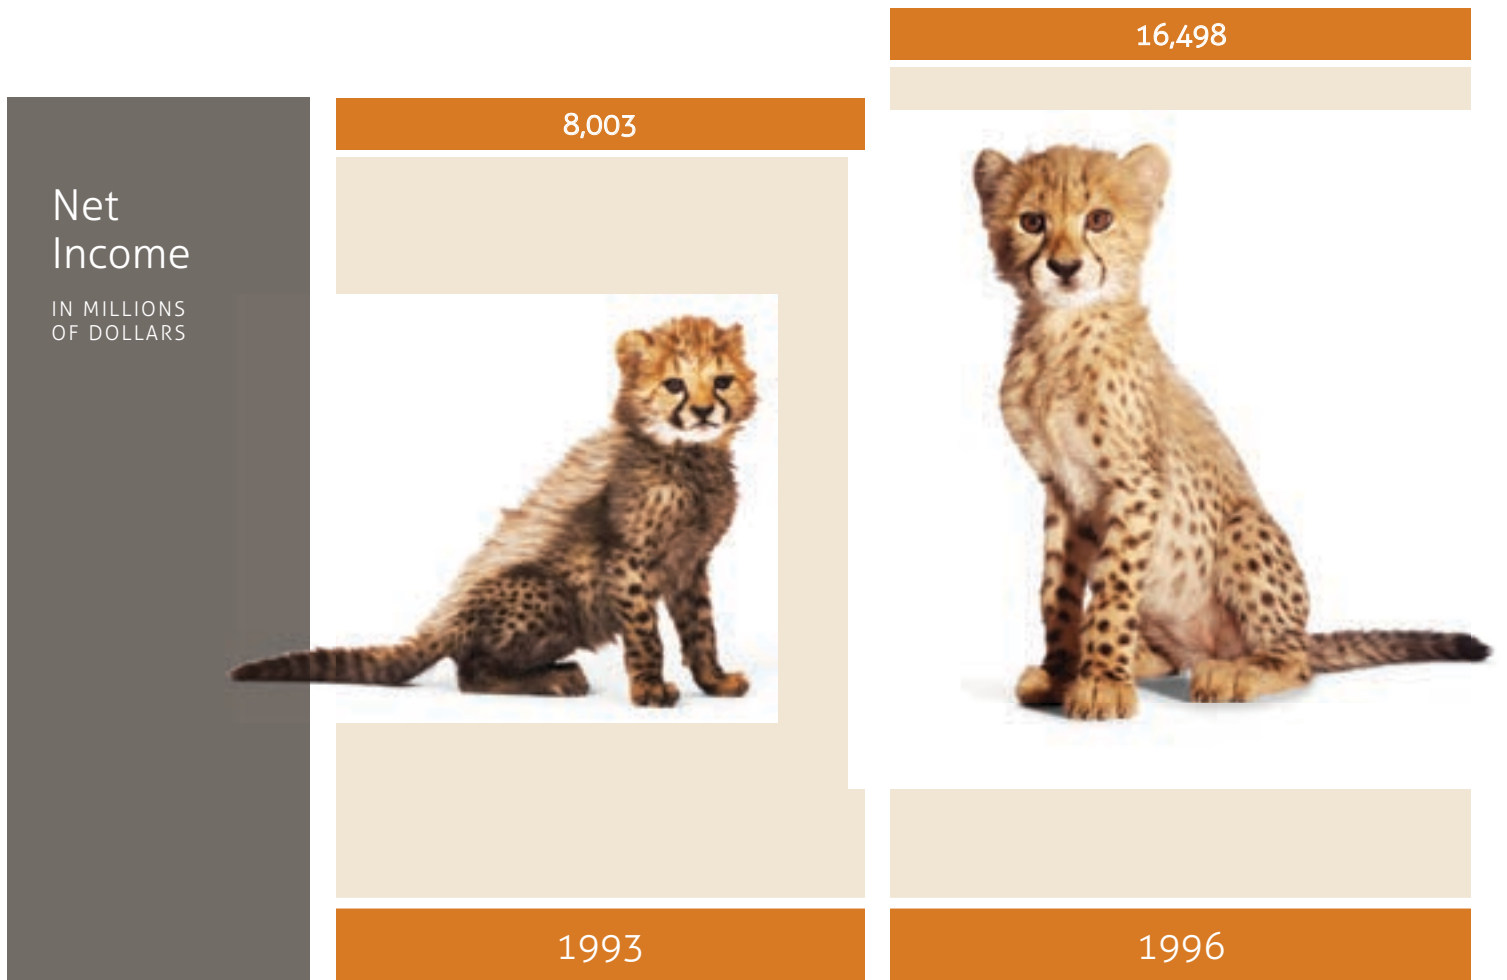 Net
Income
IN MILLIONS
OF DOLLARS
8,003
1993
16,498
1996